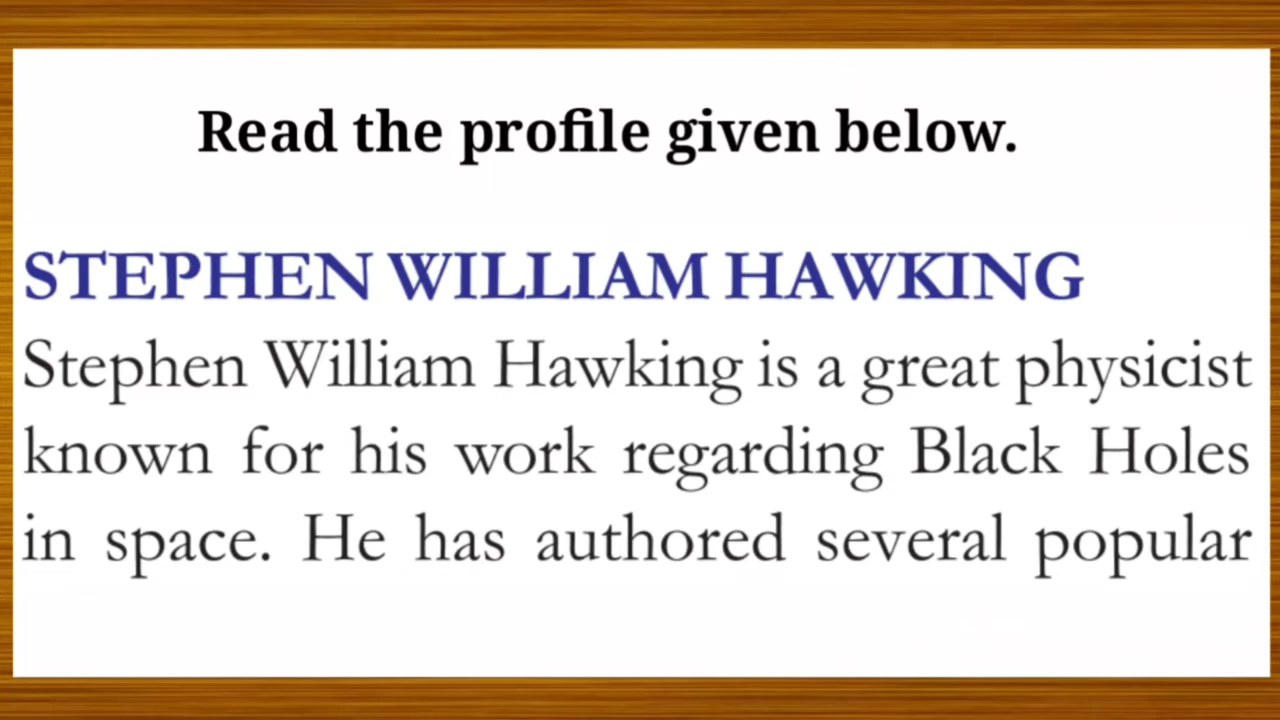 Read the profile given below.
STEPHEN WILLIAM HAWKING
Stephen William Hawking is a great physicist
known for his work regarding Black Holes
in space. He has authored several popular